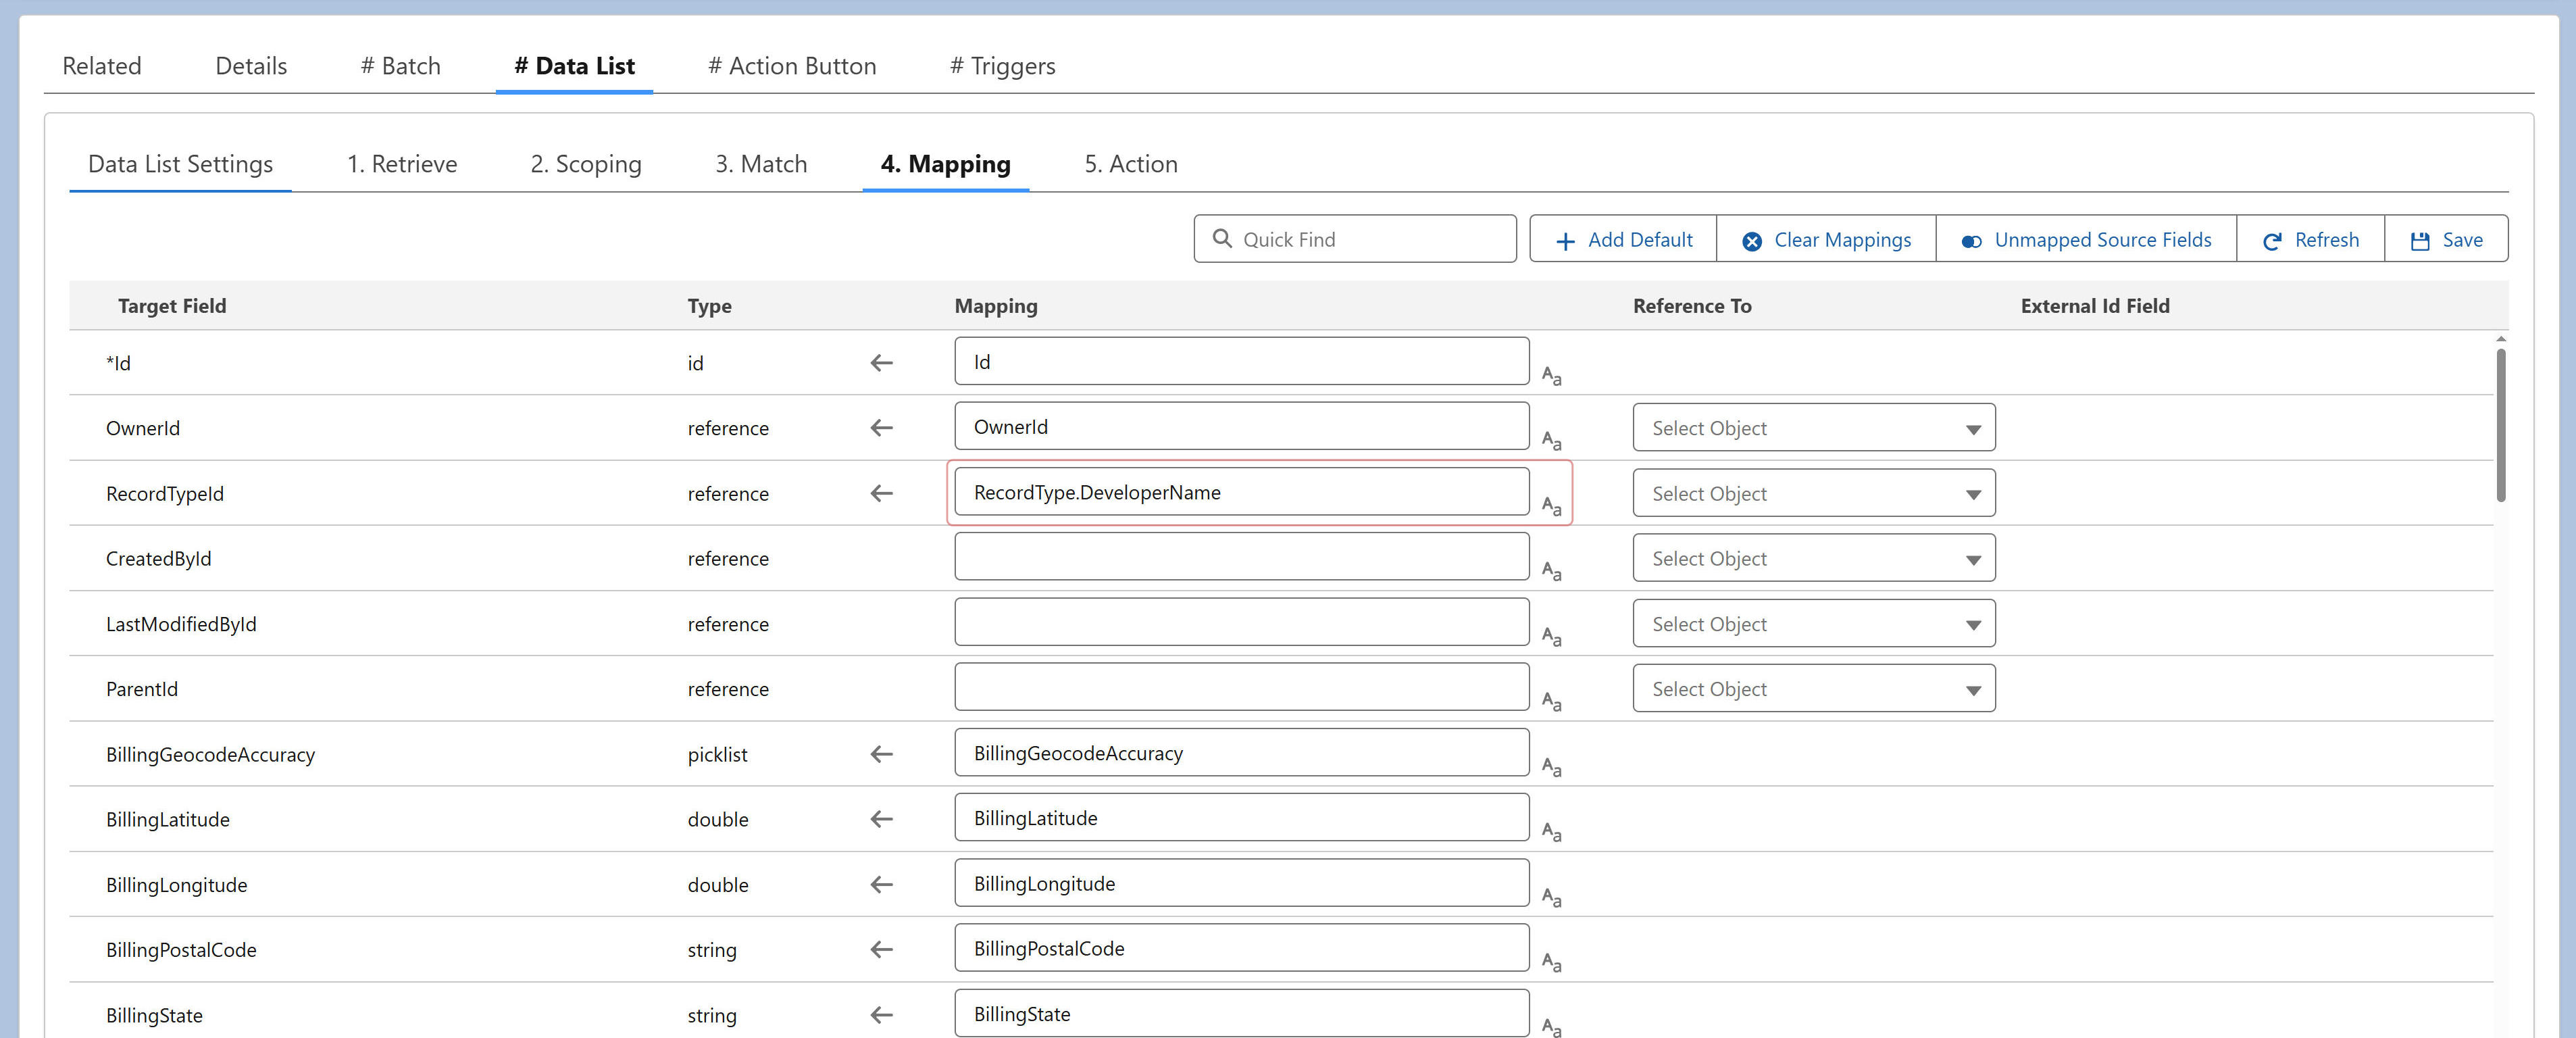 Related Details # Batch # Data List # Action Button # Triggers
Data List Settings 1. Retrieve 2. Scoping 3. Match 4. Mapping 5. Action
Quick Find Add Default Clear Mappings Unmapped Source Fields Refresh Save
Target Field Type Mapping Reference To External Id Field
*Id id Id Aa
OwnerId reference OwnerId Aa Select Object
RecordTypeId reference RecordType.DeveloperName Aa Select Object
CreatedById reference Aa Select Object
LastModifiedById reference Aa Select Object
ParentId reference Aa Select Object
BillingGeocodeAccuracy picklist BillingGeocodeAccuracy Aa
BillingLatitude double BillingLatitude Aa
BillingLongitude double BillingLongitude Aa
BillingPostalCode string BillingPostalCode Aa
BillingState string BillingState Aa